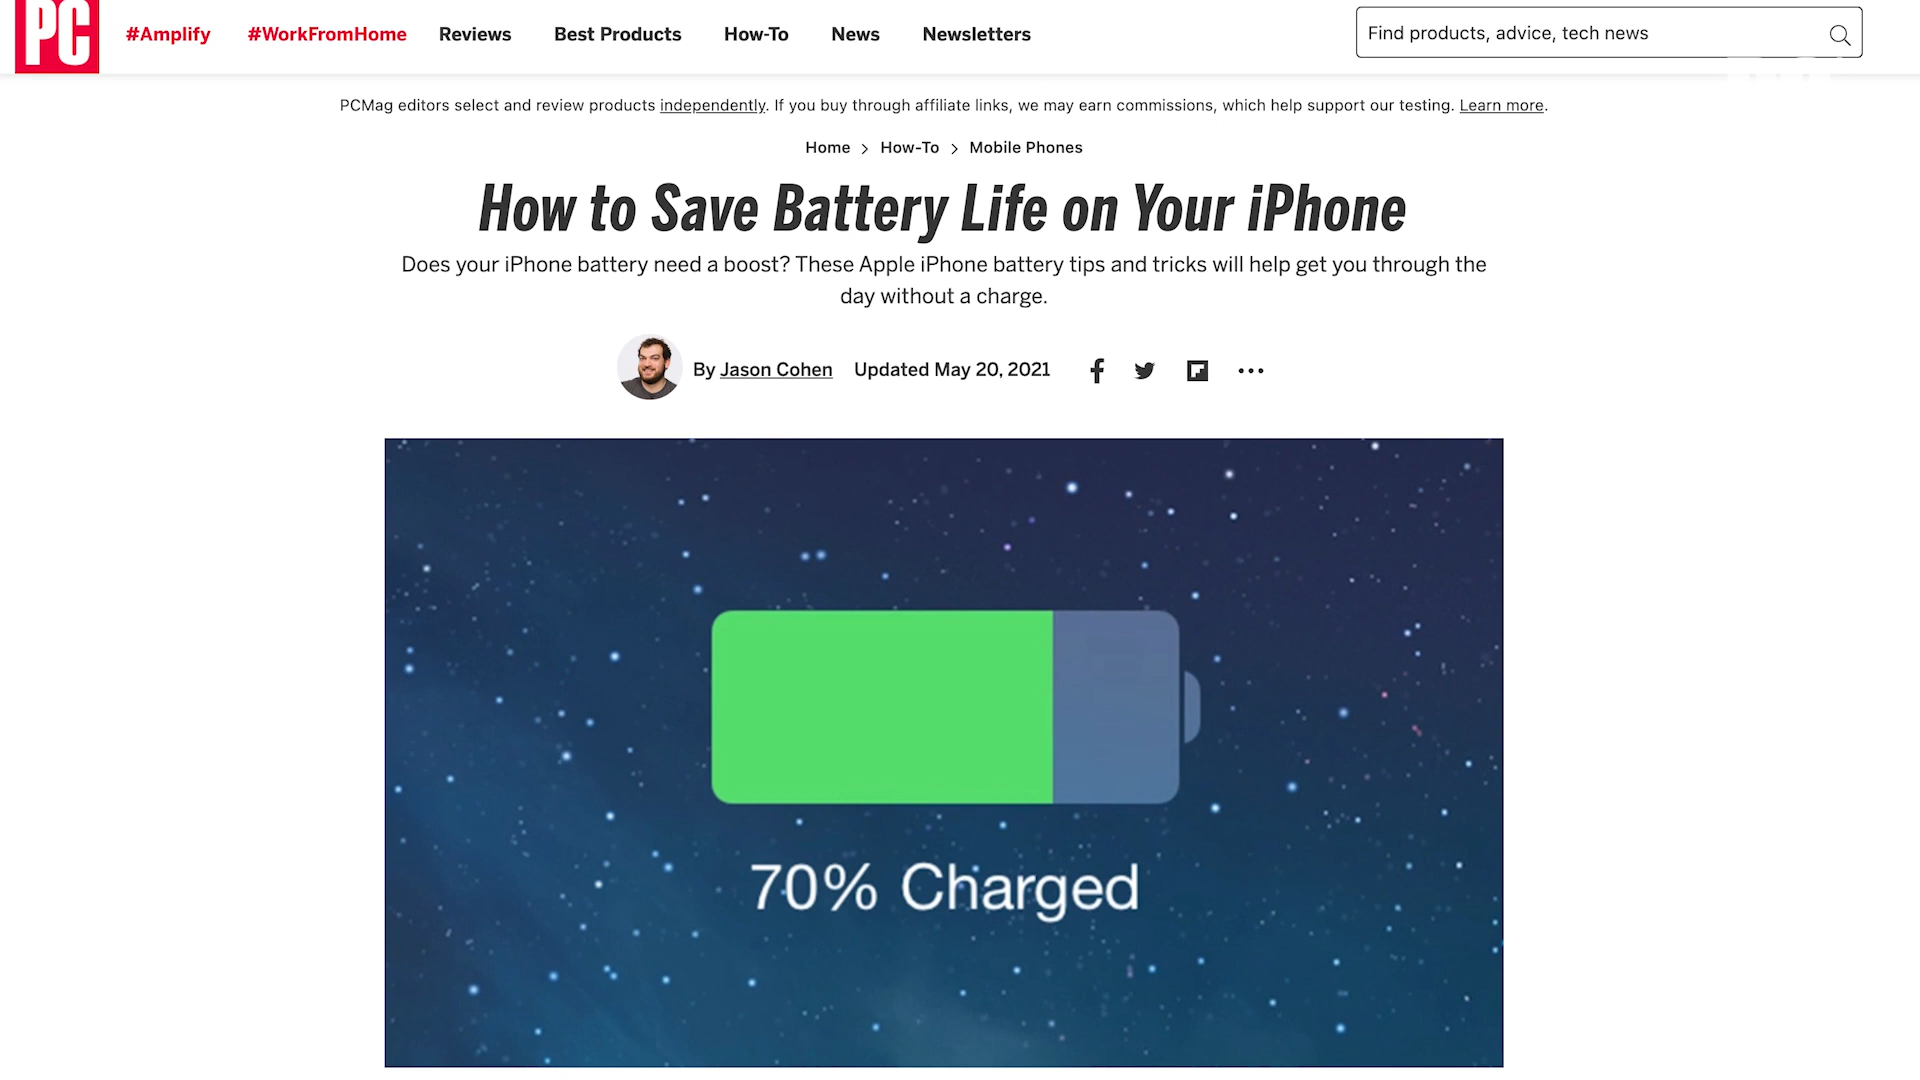 PC
#Amplify #WorkFromHome Reviews Best Products How-To News Newsletters Find products, advice, tech news
PCMag editors select and review products independently. If you buy through affiliate links, we may earn commissions, which help support our testing. Learn more.
Home > How-To > Mobile Phones
How to Save Battery Life on Your iPhone
Does your iPhone battery need a boost? These Apple iPhone battery tips and tricks will help get you through the
day without a charge.
By Jason Cohen Updated May 20, 2021
70% Charged